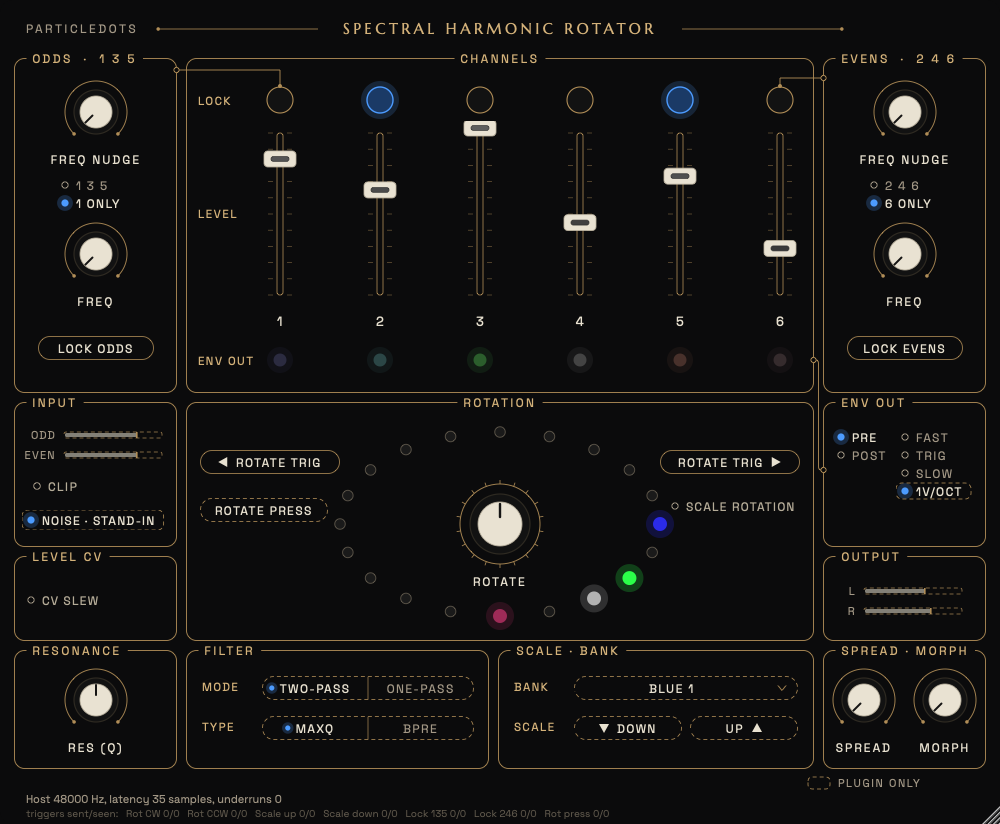 PARTICLEDOTS
SPECTRAL HARMONIC ROTATOR
ODDS · 1 3 5
CHANNELS
EVENS · 2 4 6
LOCK
FREQ NUDGE
FREQ NUDGE
1 3 5
1 ONLY
2 4 6
6 ONLY
LEVEL
FREQ
FREQ
1 2 3 4 5 6
LOCK ODDS
LOCK EVENS
ENV OUT
INPUT
ROTATION
ENV OUT
ODD
EVEN
CLIP
NOISE · STAND-IN
◀ ROTATE TRIG
ROTATE TRIG ▶
ROTATE PRESS
SCALE ROTATION
ROTATE
PRE
POST
FAST
TRIG
SLOW
1V/OCT
LEVEL CV
CV SLEW
OUTPUT
L
R
RESONANCE
RES (Q)
FILTER
MODE TWO-PASS ONE-PASS
TYPE MAXQ BPRE
SCALE · BANK
BANK BLUE 1
SCALE ▼ DOWN UP ▲
SPREAD · MORPH
SPREAD MORPH
PLUGIN ONLY
Host 48000 Hz, latency 35 samples, underruns 0
triggers sent/seen: Rot CW 0/0 Rot CCW 0/0 Scale up 0/0 Scale down 0/0 Lock 135 0/0 Lock 246 0/0 Rot press 0/0